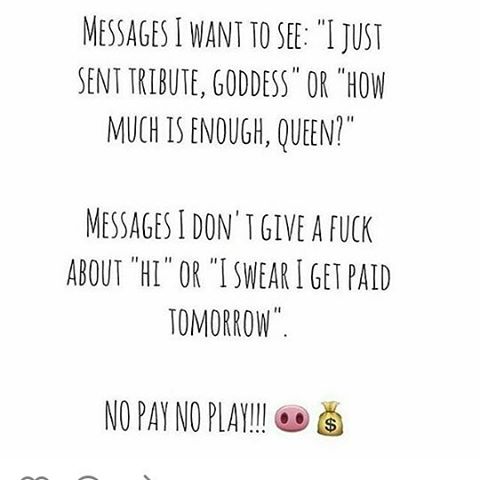 MESSAGES I WANT TO SEE: "I JUST
SENT TRIBUTE, GODDESS" OR "HOW
MUCH IS ENOUGH, QUEEN?"
MESSAGES I DON'T GIVE A FUCK
ABOUT "HI" OR "I SWEAR I GET PAID
TOMORROW".
NO PAY NO PLAY!!! 🐽💰